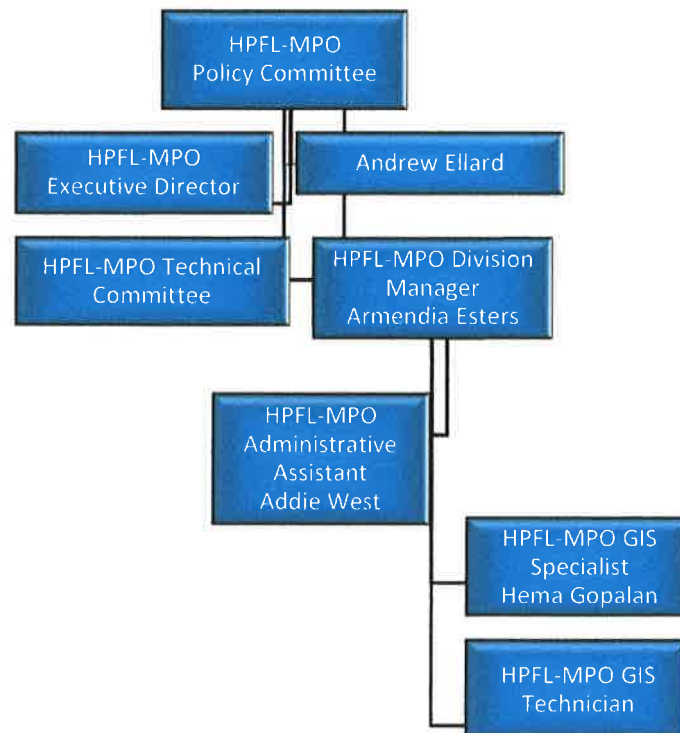 HPFL-MPO
Policy Committee
HPFL-MPO
Executive Director
Andrew Ellard
HPFL-MPO Technical
Committee
HPFL-MPO Division
Manager
Armendia Esters
HPFL-MPO
Administrative
Assistant
Addie West
HPFL-MPO GIS
Specialist
Hema Gopalan
HPFL-MPO GIS
Technician